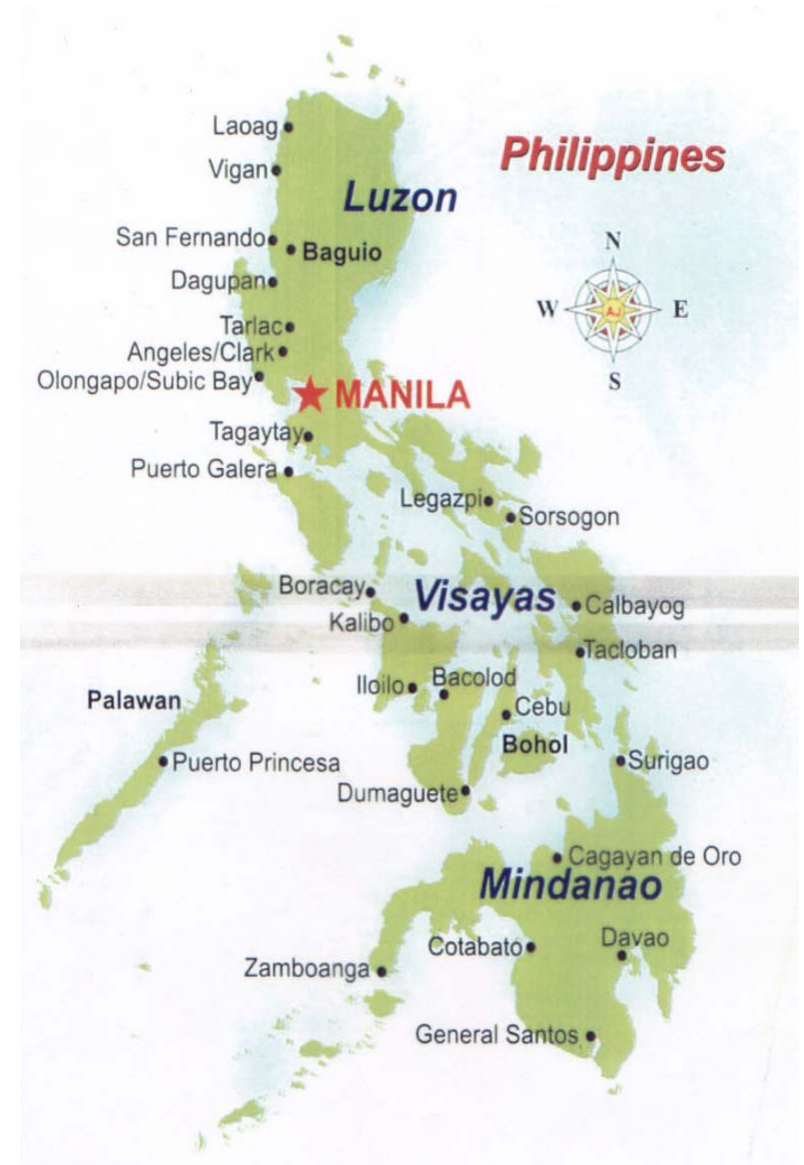 Laoag
Philippines
Vigan
Luzon
San Fernando
Baguio
N
Dagupan
W
AJ
E
Tarlac
Angeles/Clark
Olongapo/Subic Bay
S
MANILA
Tagaytay
Puerto Galera
Legazpi
Sorsogon
Boracay
Visayas
Calbayog
Kalibo
Tacloban
Iloilo
Bacolod
Palawan
Cebu
Bohol
Puerto Princesa
Surigao
Dumaguete
Cagayan de Oro
Mindanao
Davao
Cotabato
Zamboanga
General Santos